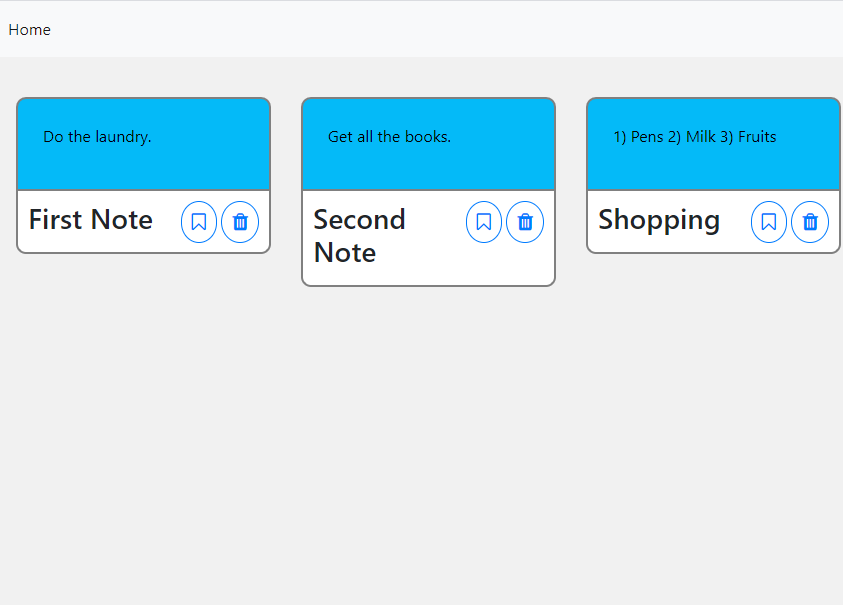 Home
Do the laundry.
First Note
Get all the books.
Second
Note
1) Pens 2) Milk 3) Fruits
Shopping